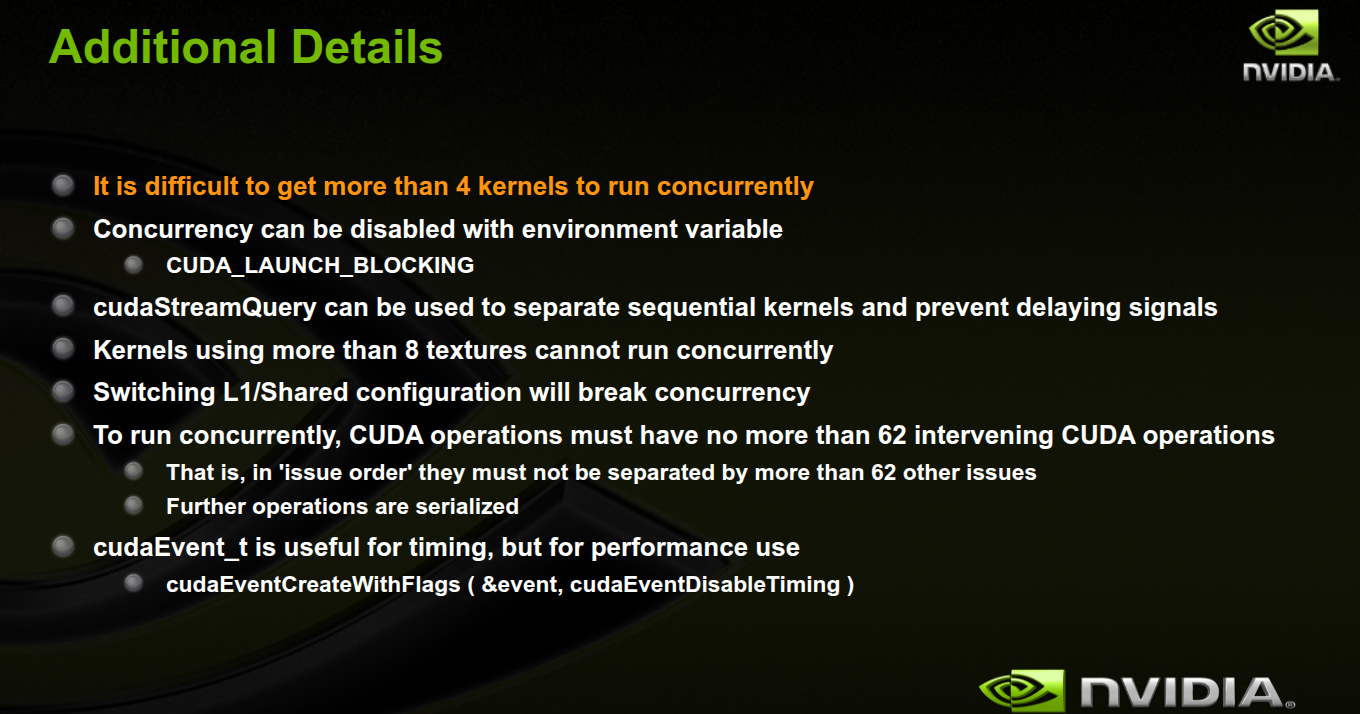 Additional Details
NVIDIA.
It is difficult to get more than 4 kernels to run concurrently
Concurrency can be disabled with environment variable
CUDA_LAUNCH_BLOCKING
cudaStreamQuery can be used to separate sequential kernels and prevent delaying signals
Kernels using more than 8 textures cannot run concurrently
Switching L1/Shared configuration will break concurrency
To run concurrently, CUDA operations must have no more than 62 intervening CUDA operations
That is, in 'issue order' they must not be separated by more than 62 other issues
Further operations are serialized
cudaEvent_t is useful for timing, but for performance use
cudaEventCreateWithFlags ( &event, cudaEventDisableTiming )
NVIDIA®